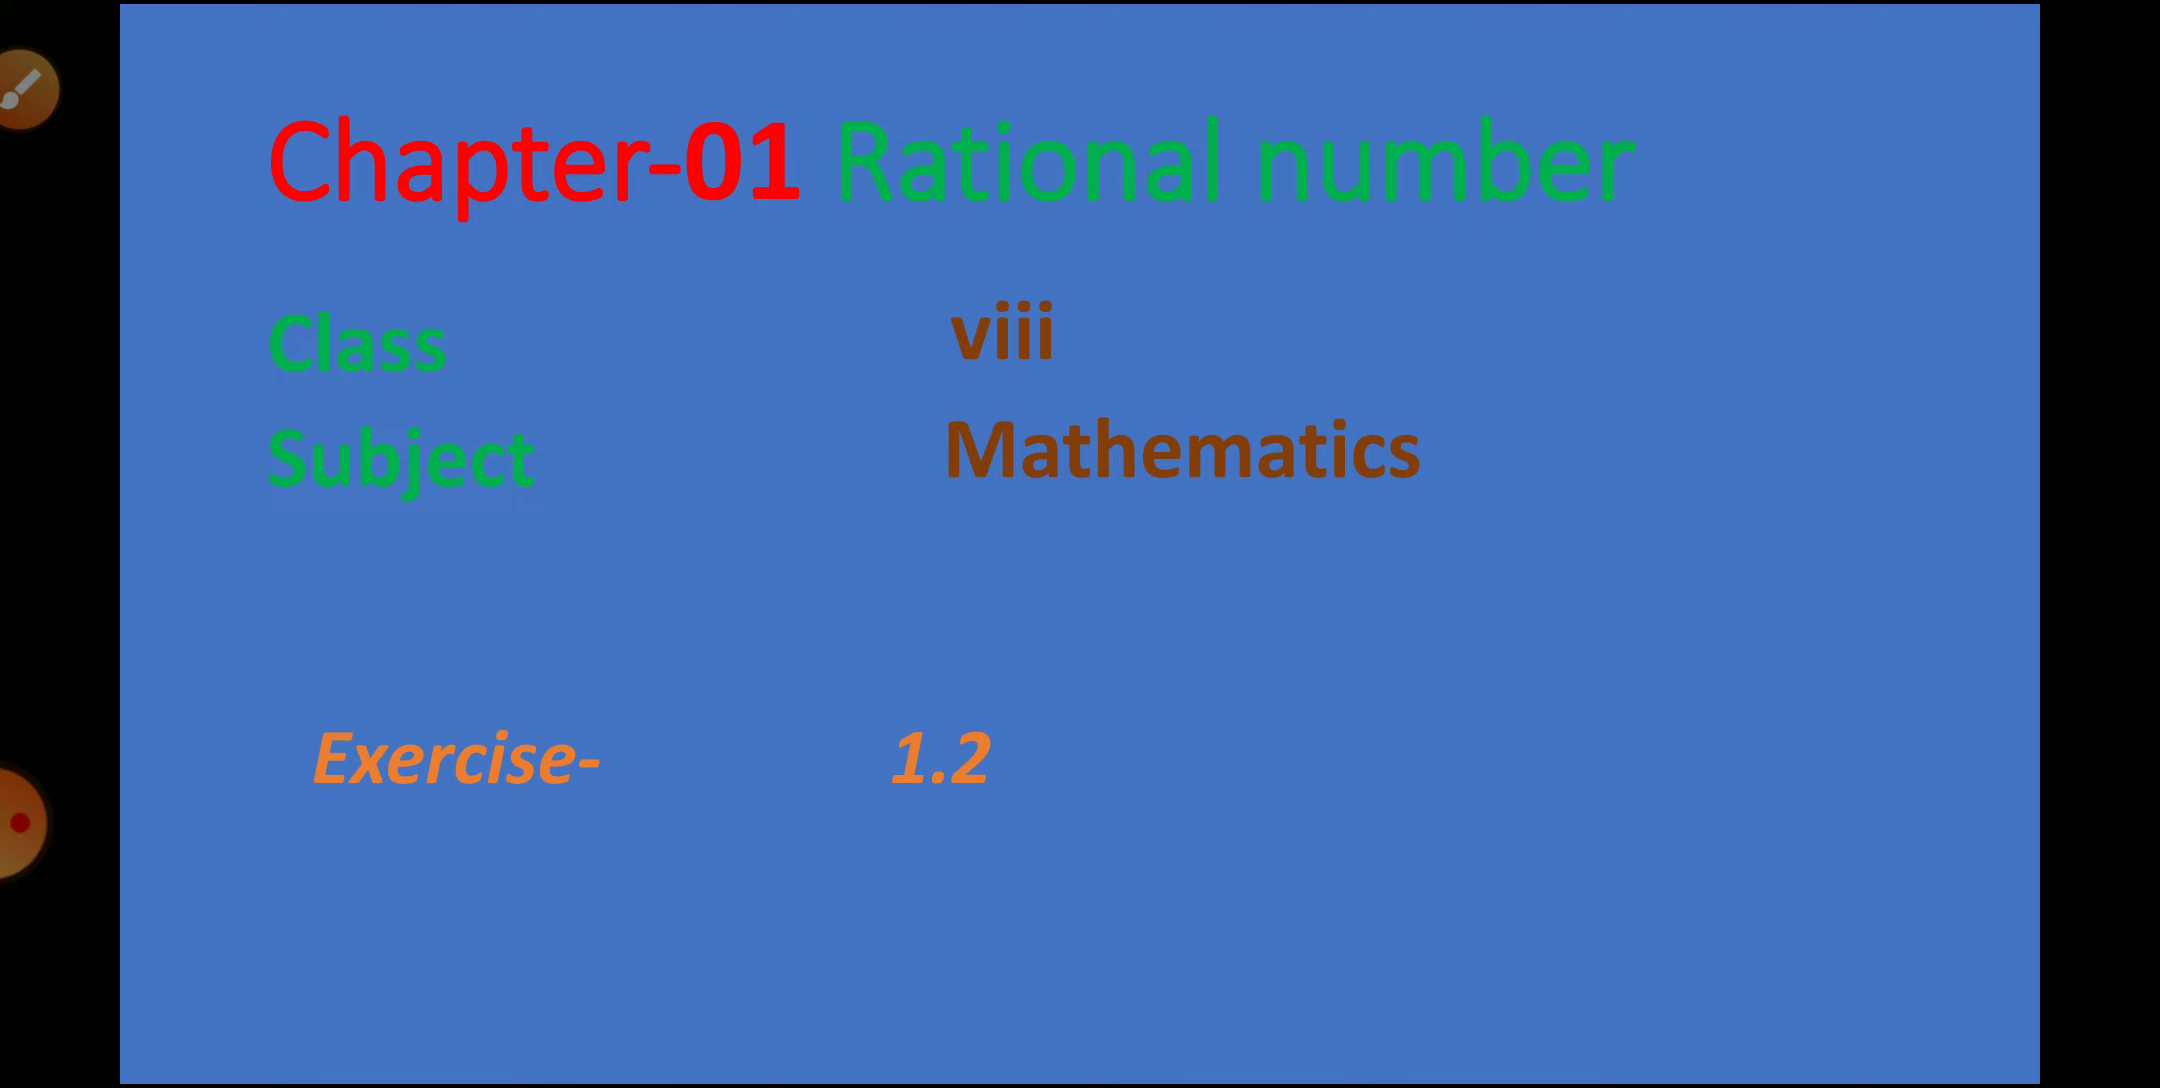 Chapter-01 Rational number
Class viii
Subject Mathematics
Exercise- 1.2